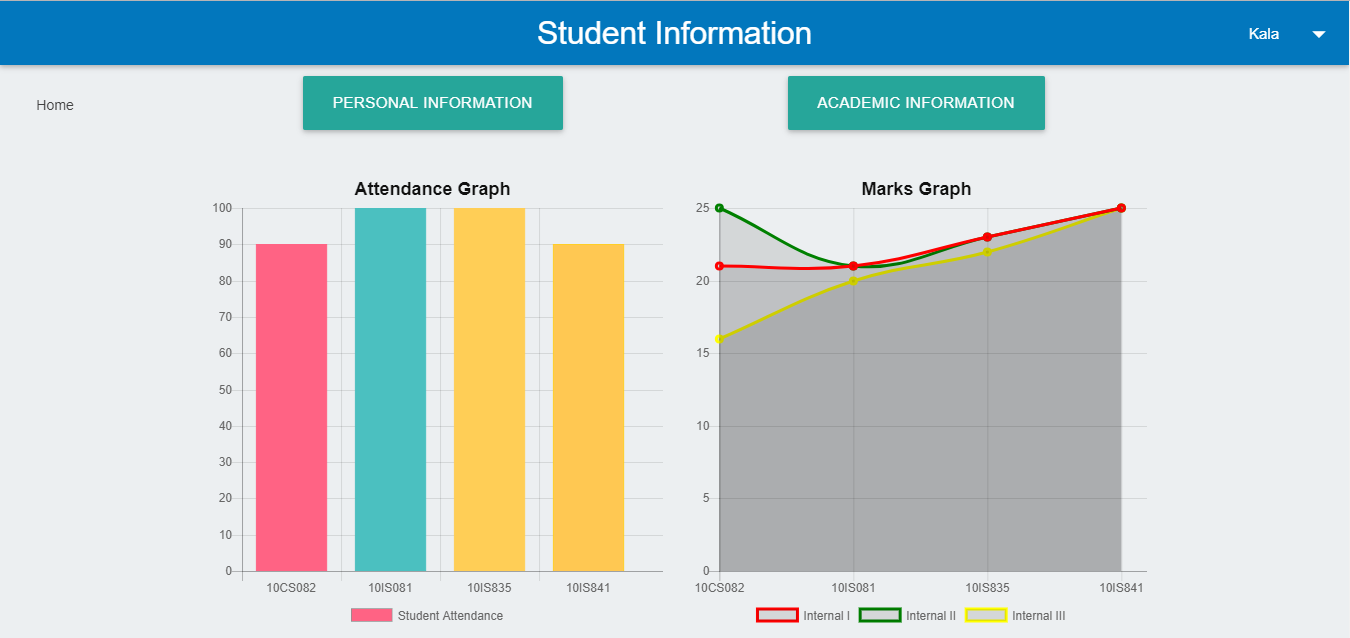 Student Information
Kala
Home
PERSONAL INFORMATION
ACADEMIC INFORMATION
Attendance Graph
100
90
80
70
60
50
40
30
20
10
0
10CS082 10IS081 10IS835 10IS841
Student Attendance
Marks Graph
25
20
15
10
5
0
10CS082 10IS081 10IS835 10IS841
Internal I Internal II Internal III